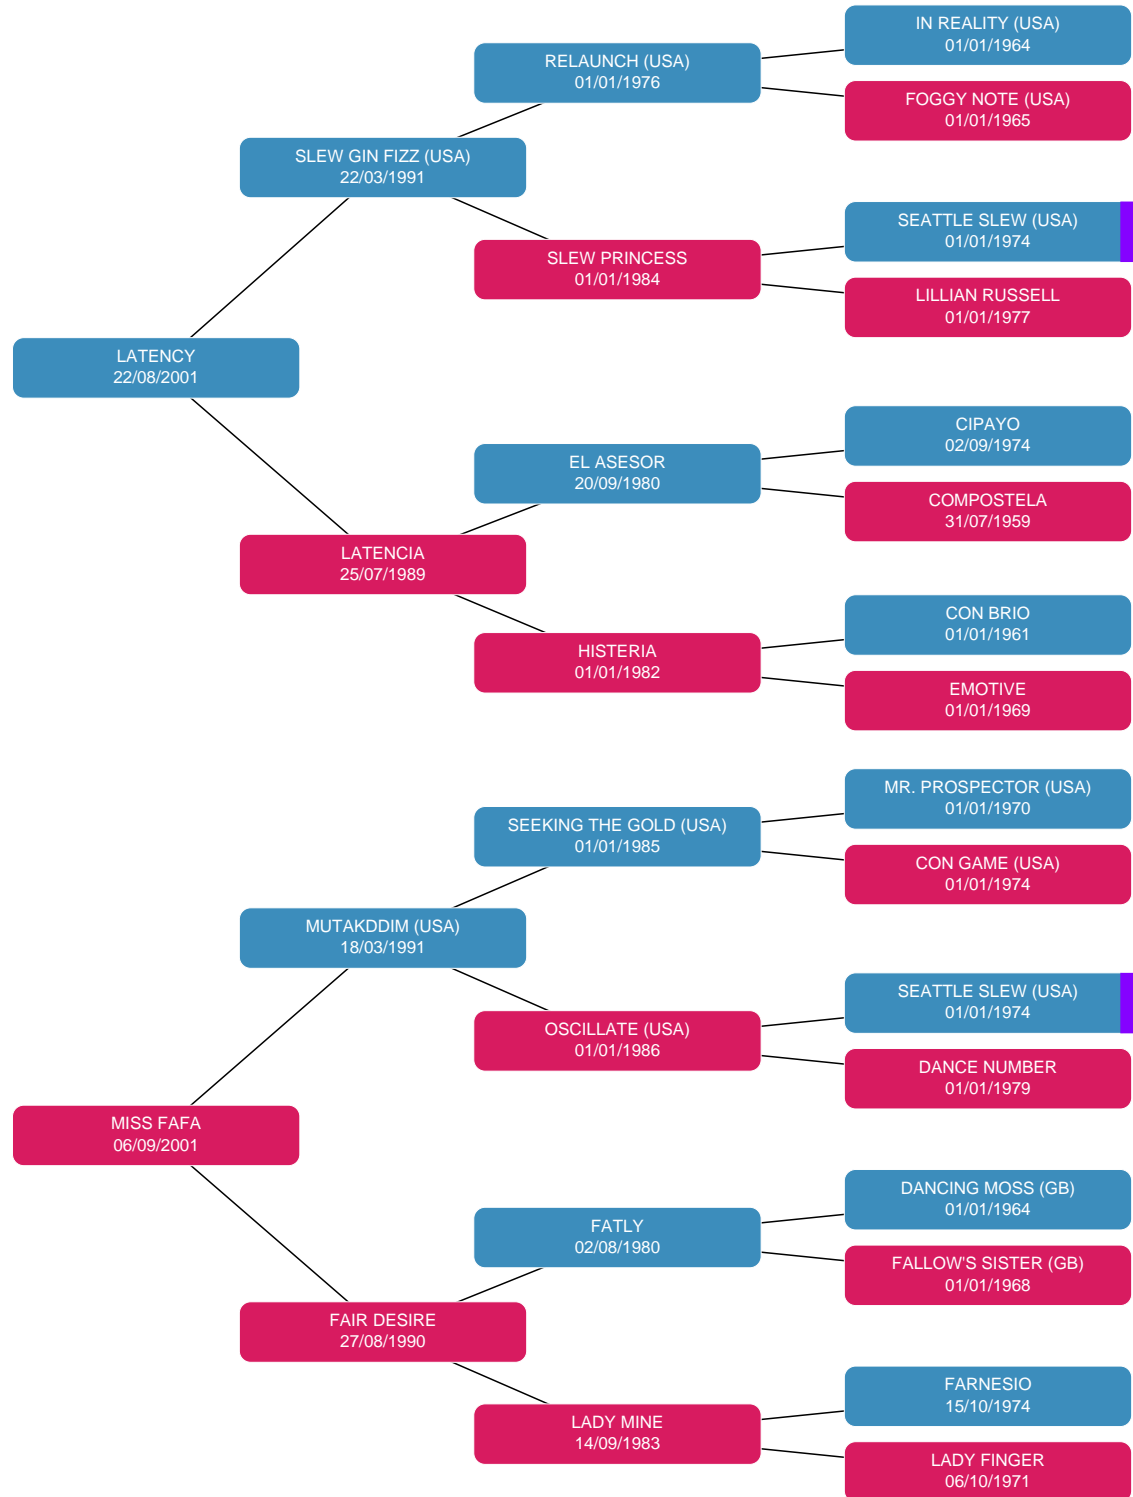 IN REALITY (USA)
01/01/1964
RELAUNCH (USA)
01/01/1976
FOGGY NOTE (USA)
01/01/1965
SLEW GIN FIZZ (USA)
22/03/1991
SEATTLE SLEW (USA)
01/01/1974
SLEW PRINCESS
01/01/1984
LILLIAN RUSSELL
01/01/1977
LATENCY
22/08/2001
CIPAYO
02/09/1974
EL ASESOR
20/09/1980
COMPOSTELA
31/07/1959
LATENCIA
25/07/1989
CON BRIO
01/01/1961
HISTERIA
01/01/1982
EMOTIVE
01/01/1969
MR. PROSPECTOR (USA)
01/01/1970
SEEKING THE GOLD (USA)
01/01/1985
CON GAME (USA)
01/01/1974
MUTAKDDIM (USA)
18/03/1991
SEATTLE SLEW (USA)
01/01/1974
OSCILLATE (USA)
01/01/1986
DANCE NUMBER
01/01/1979
MISS FAFA
06/09/2001
DANCING MOSS (GB)
01/01/1964
FATLY
02/08/1980
FALLOW'S SISTER (GB)
01/01/1968
FAIR DESIRE
27/08/1990
FARNESIO
15/10/1974
LADY MINE
14/09/1983
LADY FINGER
06/10/1971